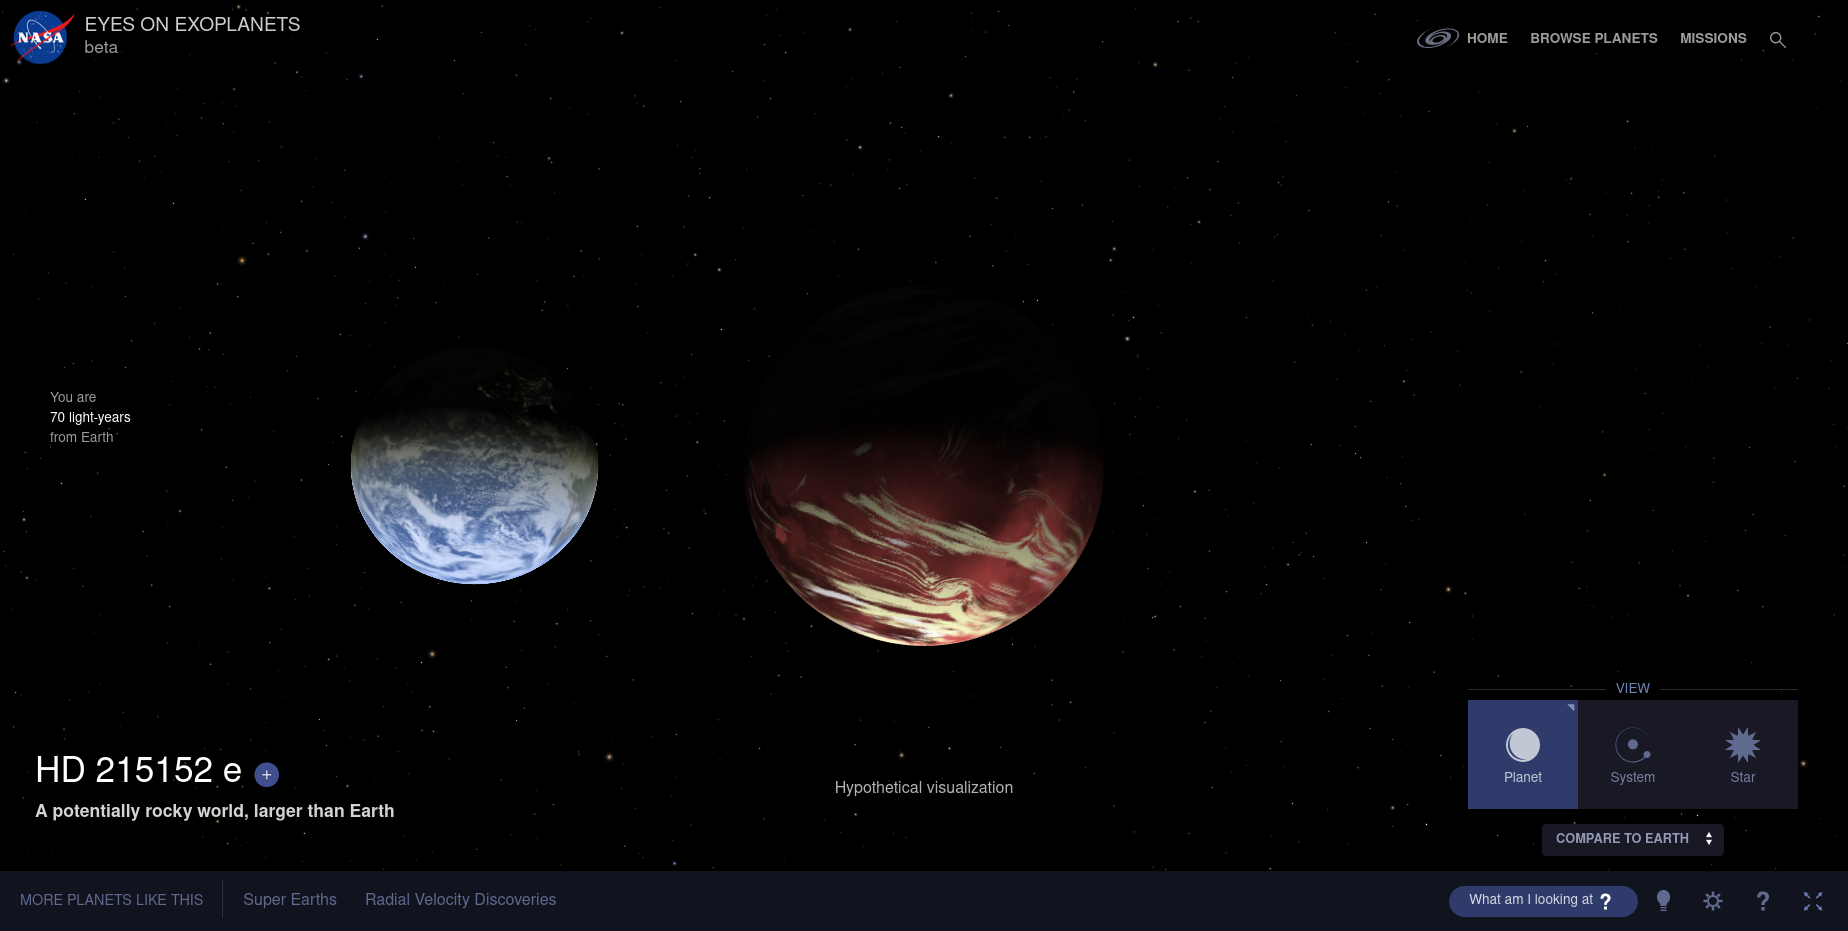 NASA
EYES ON EXOPLANETS
beta
HOME
BROWSE PLANETS
MISSIONS
You are
70 light-years
from Earth
HD 215152 e
A potentially rocky world, larger than Earth
Hypothetical visualization
VIEW
Planet
System
Star
COMPARE TO EARTH
MORE PLANETS LIKE THIS
Super Earths
Radial Velocity Discoveries
What am I looking at ?
?